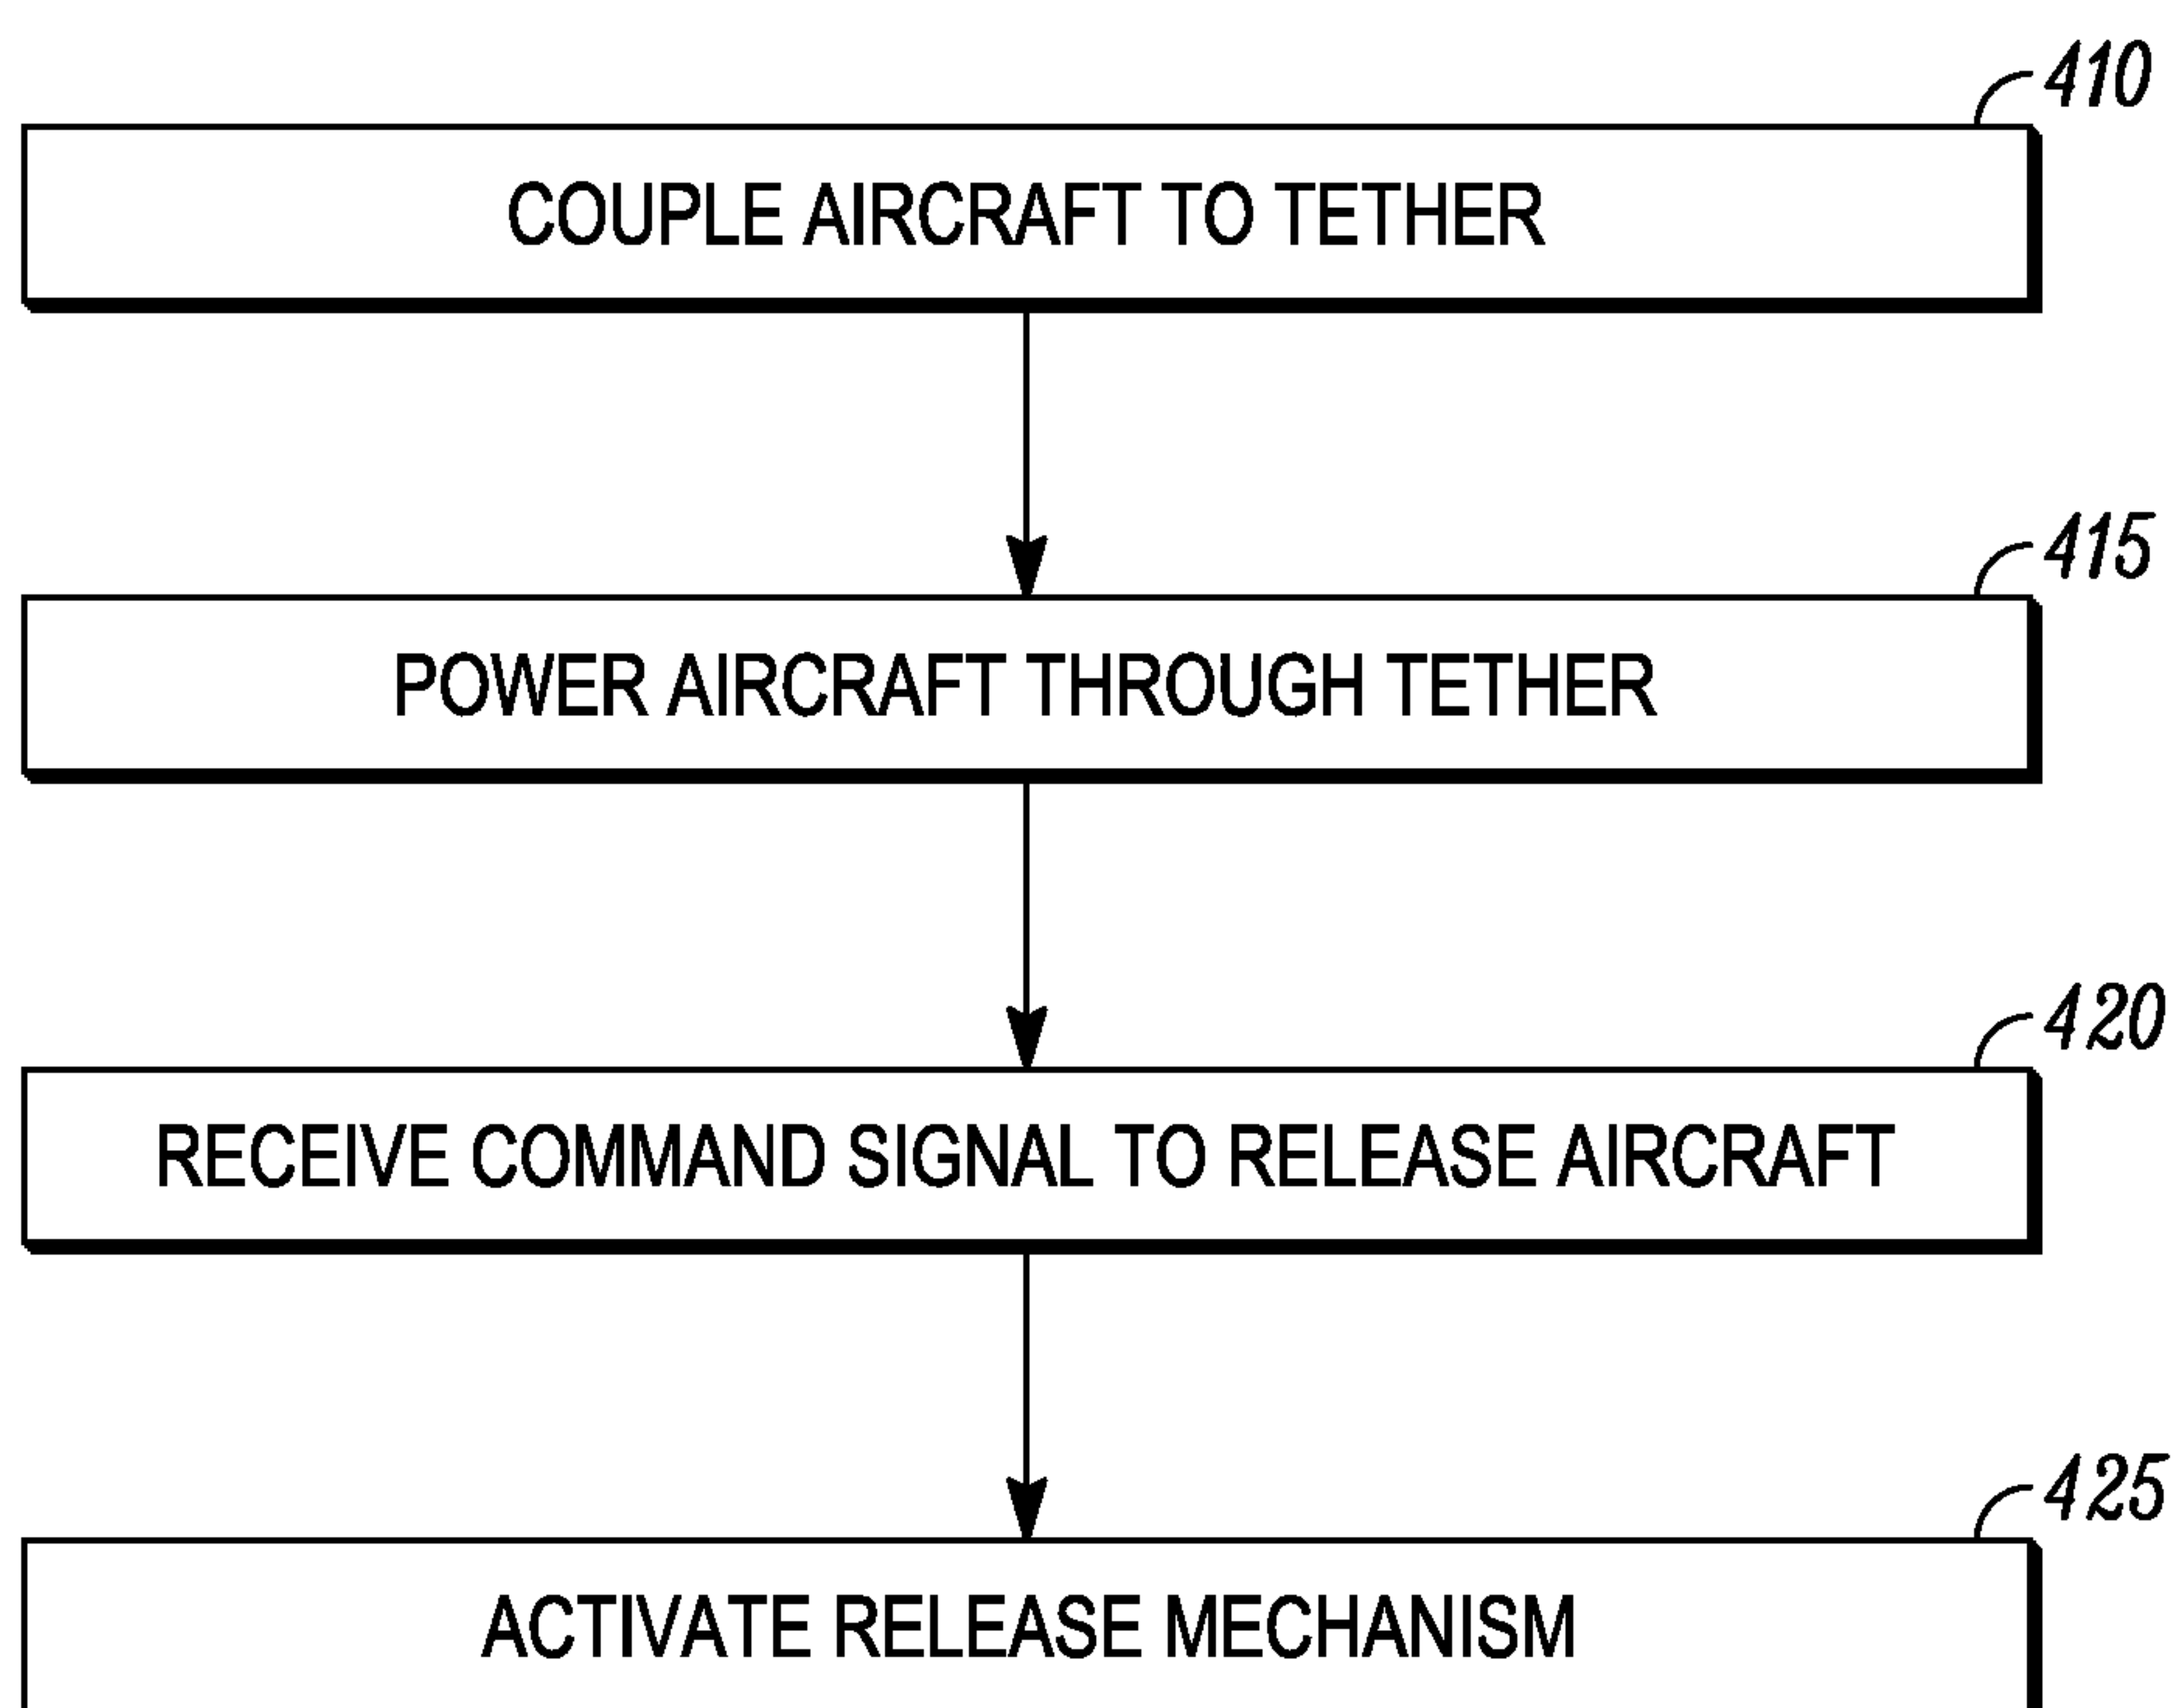 410
COUPLE AIRCRAFT TO TETHER
415
POWER AIRCRAFT THROUGH TETHER
420
RECEIVE COMMAND SIGNAL TO RELEASE AIRCRAFT
425
ACTIVATE RELEASE MECHANISM